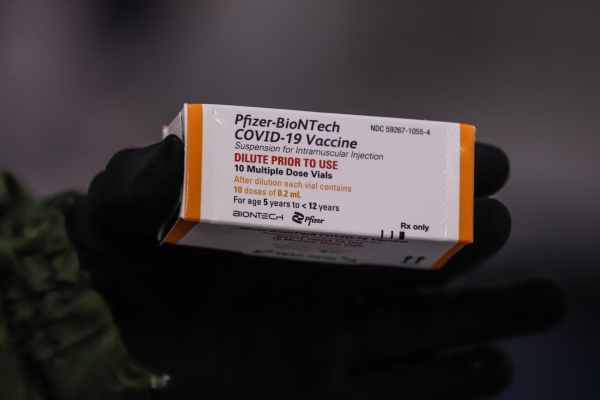 Pfizer-BioNTech
NDC 59267-1055-4
COVID-19 Vaccine
Suspension for Intramuscular Injection
DILUTE PRIOR TO USE
10 Multiple Dose Vials
After dilution each vial contains
10 doses of 0.2 mL
For age 5 years to < 12 years
BIONTECH Pfizer
Rx only